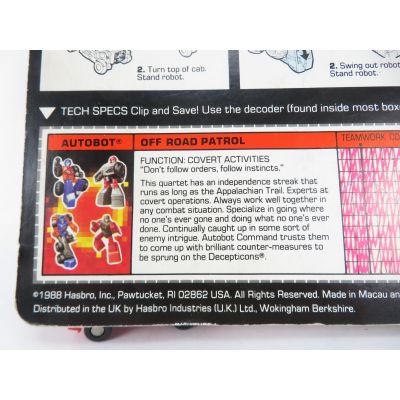 2. Turn top of cab.
Stand robot.
2. Swing out robot
Stand robot.
TECH SPECS Clip and Save! Use the decoder (found inside most box
AUTOBOT®
OFF ROAD PATROL
TEAMWORK
FUNCTION: COVERT ACTIVITIES
"Don't follow orders, follow instincts."
This quartet has an independence streak that
runs as long as the Appalachian Trail. Experts at
covert operations. Always work well together in
any combat situation. Specialize in going where
no one's ever gone and doing what no one's ever
done. Continually caught up in some sort of
enemy intrigue. Autobot Command trusts them
to come up with brilliant counter-measures to
be sprung on the Decepticons®.
©1988 Hasbro, Inc., Pawtucket, RI 02862 USA. All Rights Reserved. Made in Macau an
Distributed in the UK by Hasbro Industries (U.K.) Ltd., Wokingham Berkshire.